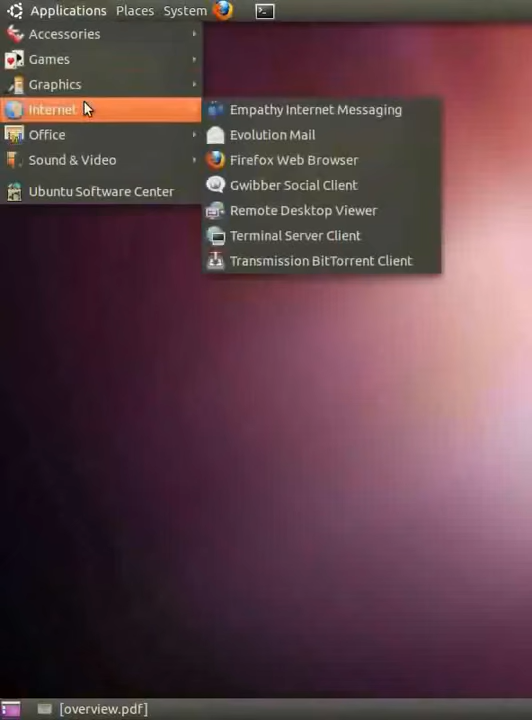 Applications Places System
Accessories
Games
Graphics
Internet
Office
Sound & Video
Ubuntu Software Center
Empathy Internet Messaging
Evolution Mail
Firefox Web Browser
Gwibber Social Client
Remote Desktop Viewer
Terminal Server Client
Transmission BitTorrent Client
[overview.pdf]